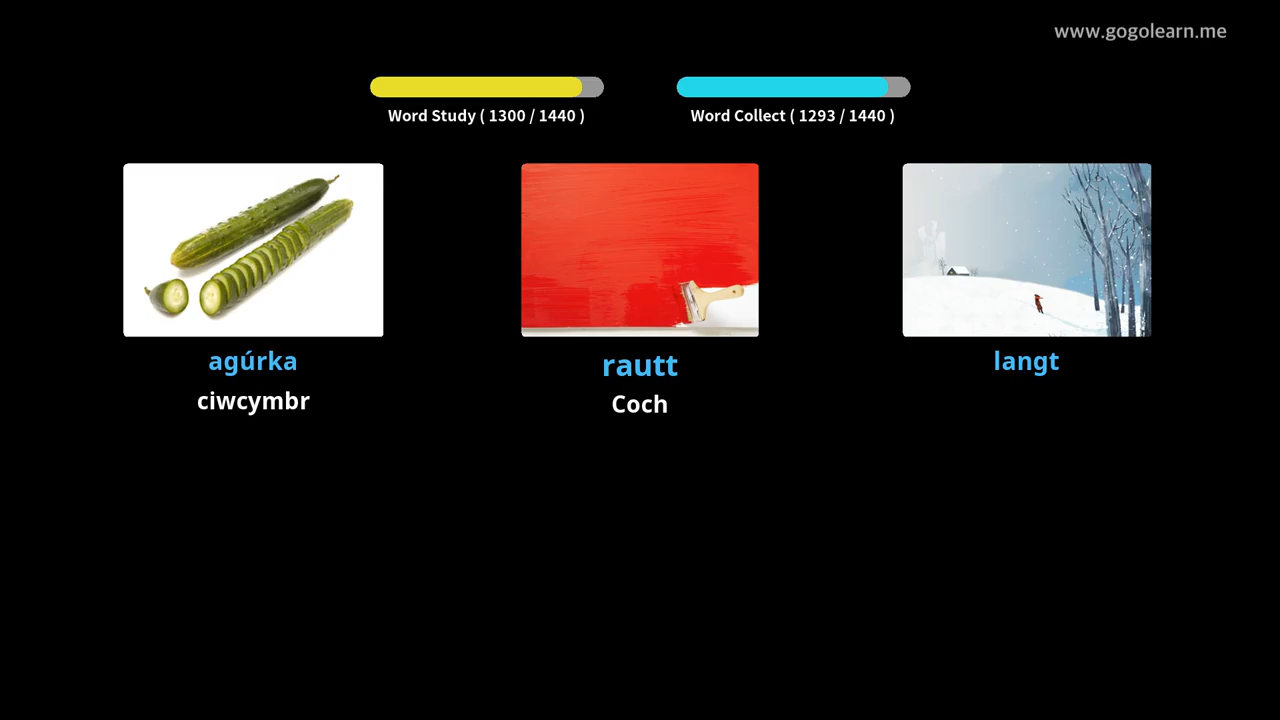 www.gogolearn.me
Word Study ( 1300 / 1440 )
Word Collect ( 1293 / 1440 )
agúrka
ciwcymbr
rautt
Coch
langt